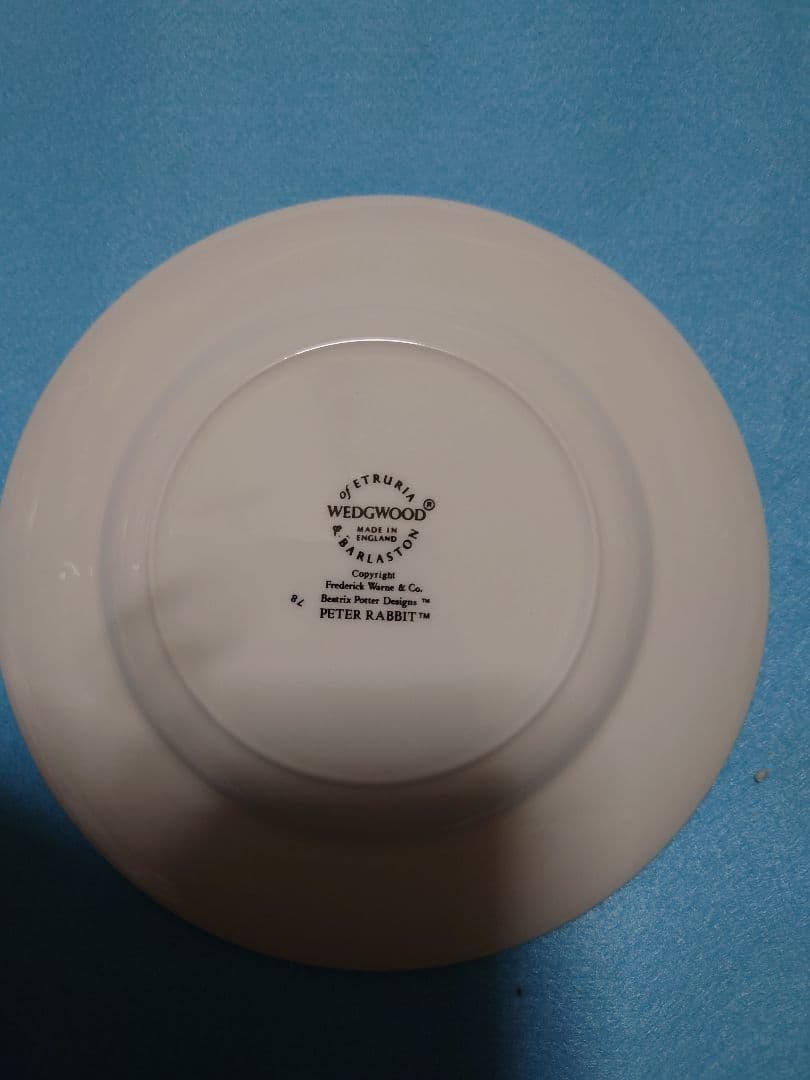 of ETRURIA
WEDGWOOD®
MADE IN
ENGLAND
& BARLASTON
Copyright
Frederick Warne & Co.
Beatrix Potter Designs™
PETER RABBIT™
78